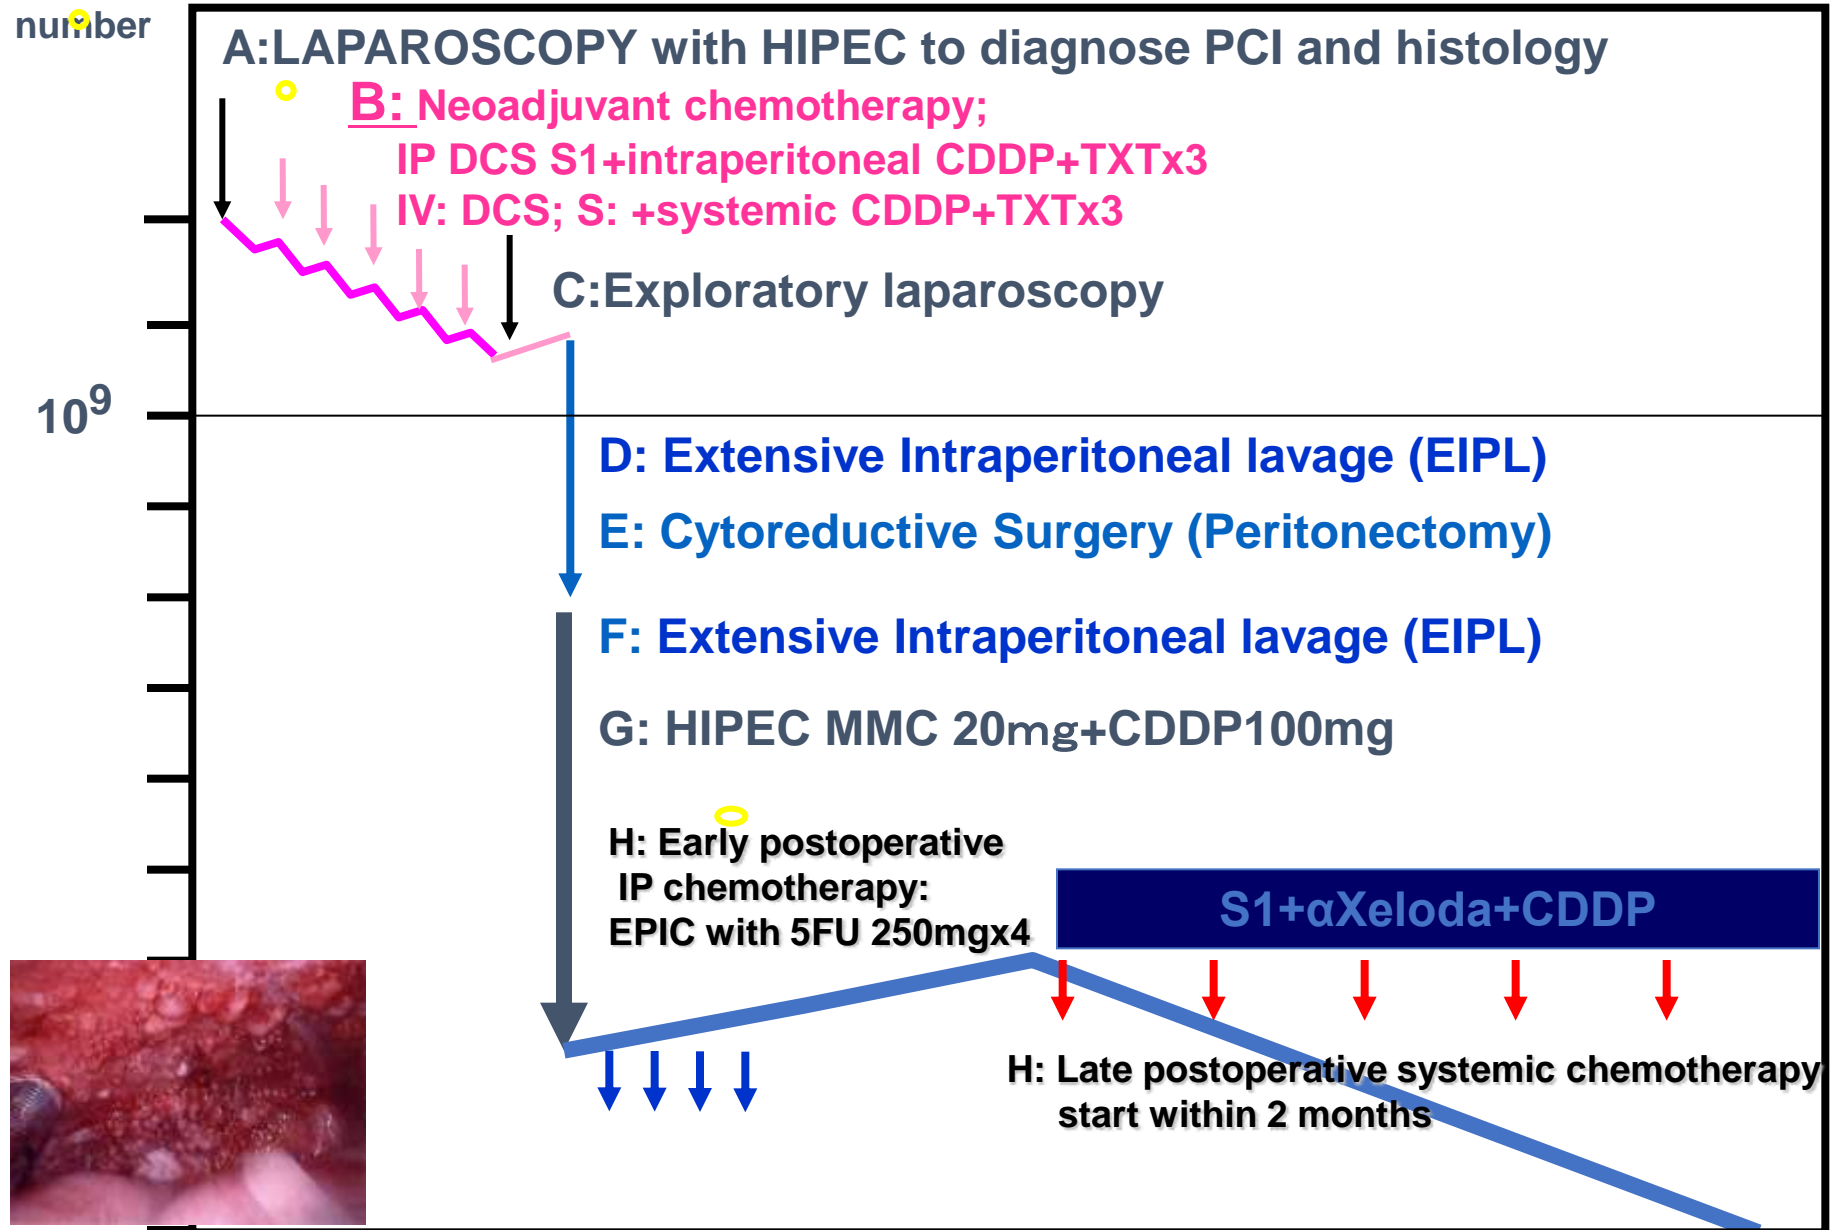 number
A:LAPAROSCOPY with HIPEC to diagnose PCI and histology
B: Neoadjuvant chemotherapy;
IP DCS S1+intraperitoneal CDDP+TXTx3
IV: DCS; S: +systemic CDDP+TXTx3
C:Exploratory laparoscopy
10⁹
D: Extensive Intraperitoneal lavage (EIPL)
E: Cytoreductive Surgery (Peritonectomy)
F: Extensive Intraperitoneal lavage (EIPL)
G: HIPEC MMC 20mg+CDDP100mg
H: Early postoperative
IP chemotherapy:
EPIC with 5FU 250mgx4
S1+αXeloda+CDDP
H: Late postoperative systemic chemotherapy
start within 2 months